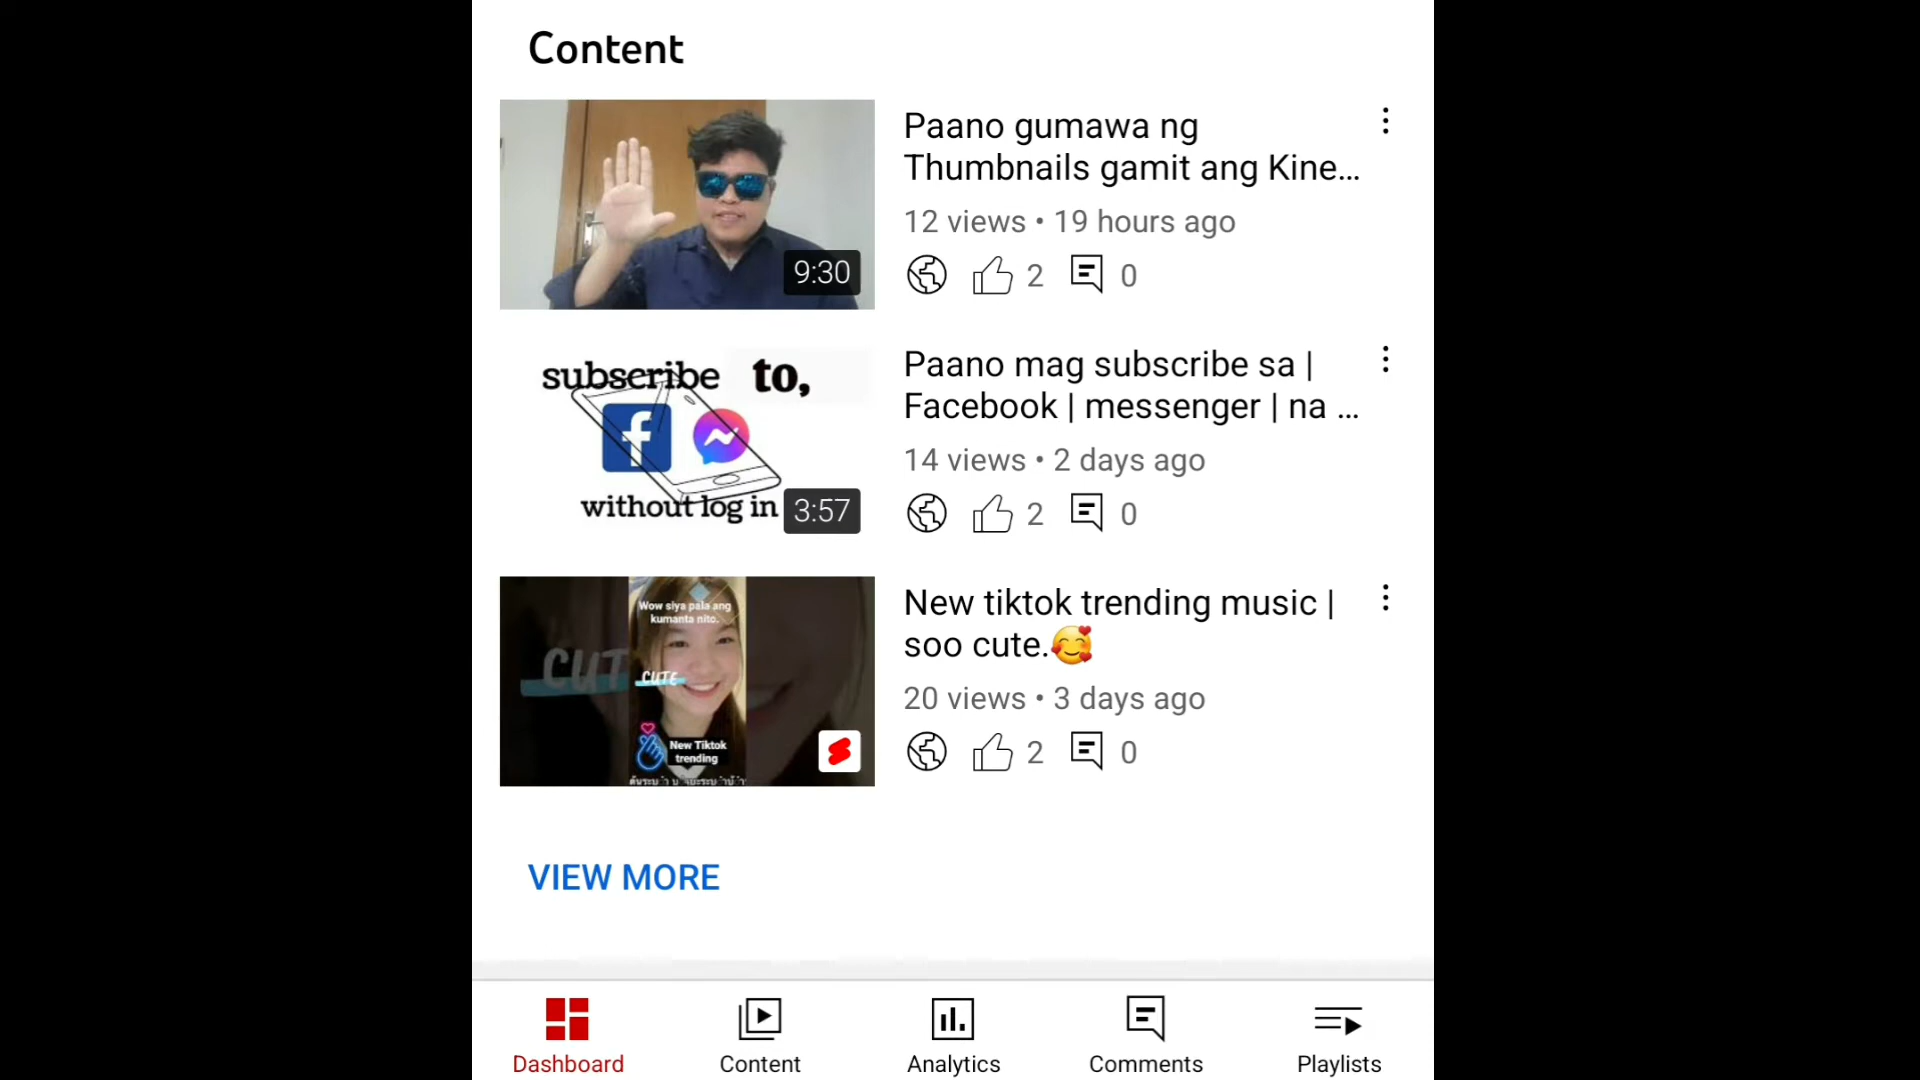 Content
Paano gumawa ng
Thumbnails gamit ang Kine...
12 views • 19 hours ago
2 0
9:30
subscribe to,
without log in
3:57
Paano mag subscribe sa |
Facebook | messenger | na ...
14 views • 2 days ago
2 0
Wow siya pala ang
kumanta nito.
CUT
CUTE
New Tiktok
trending
New tiktok trending music |
soo cute.🥰
20 views • 3 days ago
2 0
VIEW MORE
Dashboard
Content
Analytics
Comments
Playlists